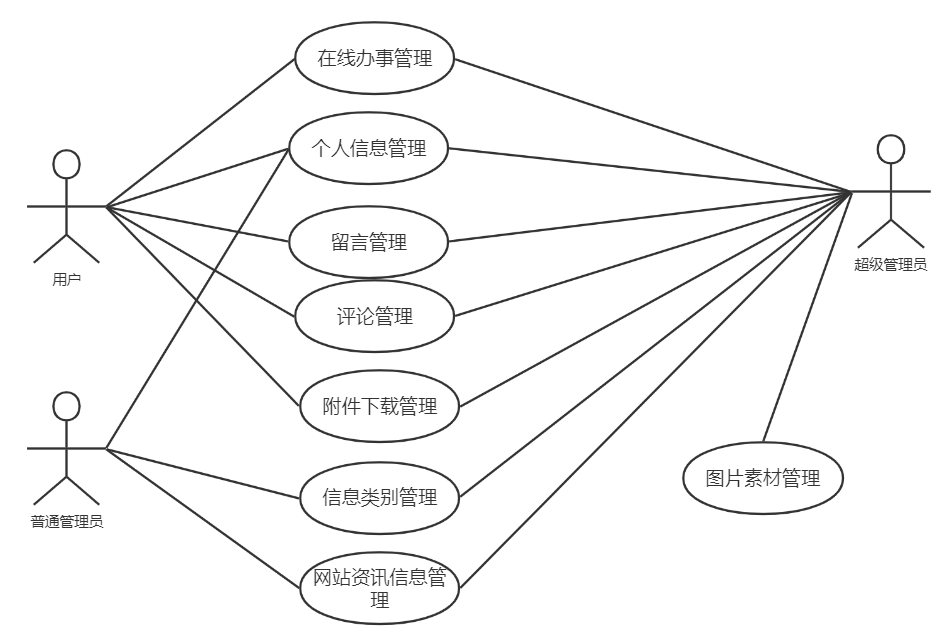 在线办事管理
个人信息管理
留言管理
用户
超级管理员
评论管理
附件下载管理
图片素材管理
信息类别管理
普通管理员
网站资讯信息管
理